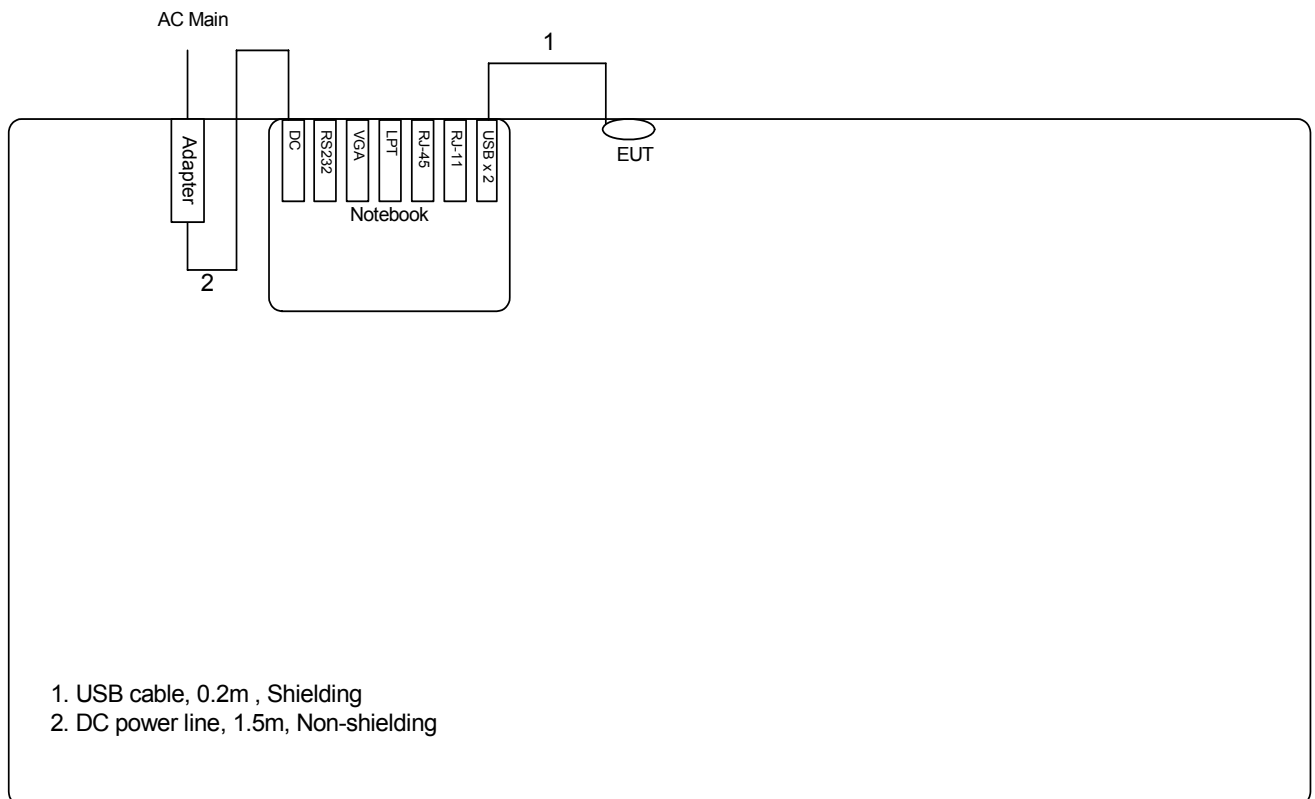 AC Main
1
Adapter
DC
RS232
VGA
LPT
RJ-45
RJ-11
USB x 2
EUT
Notebook
2
1. USB cable, 0.2m , Shielding
2. DC power line, 1.5m, Non-shielding